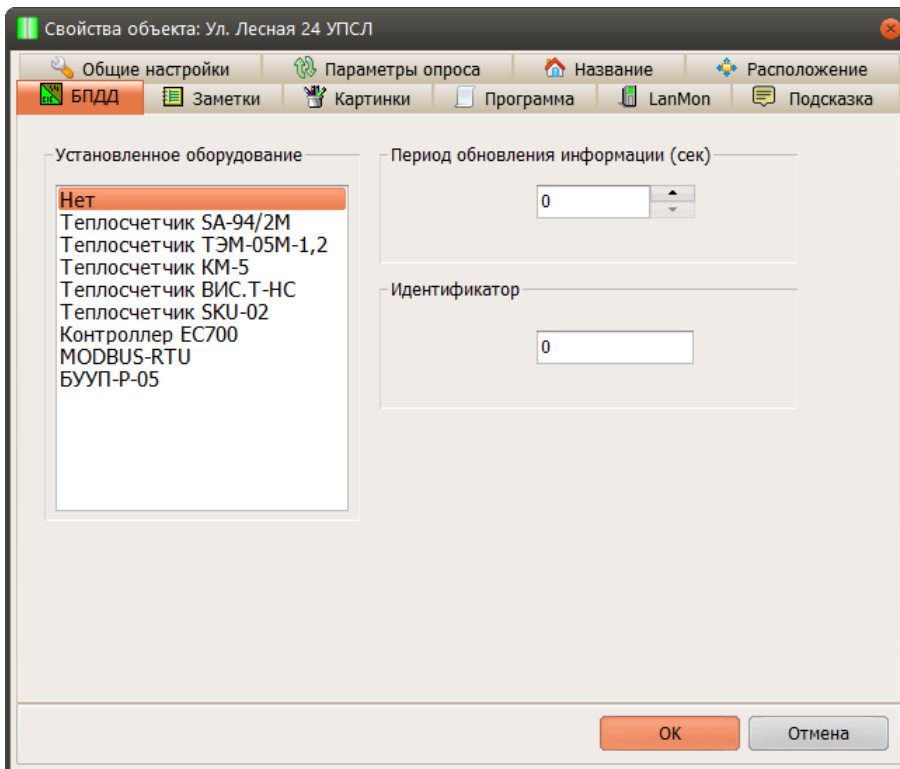 Свойства объекта: Ул. Лесная 24 УПСЛ
Общие настройки
Параметры опроса
Название
Расположение
БПДД
Заметки
Картинки
Программа
LanMon
Подсказка
Установленное оборудование
Нет
Теплосчетчик SA-94/2М
Теплосчетчик ТЭМ-05М-1,2
Теплосчетчик КМ-5
Теплосчетчик ВИС.Т-НС
Теплосчетчик SKU-02
Контроллер ЕС700
MODBUS-RTU
БУУП-Р-05
Период обновления информации (сек)
0
Идентификатор
0
ОК
Отмена